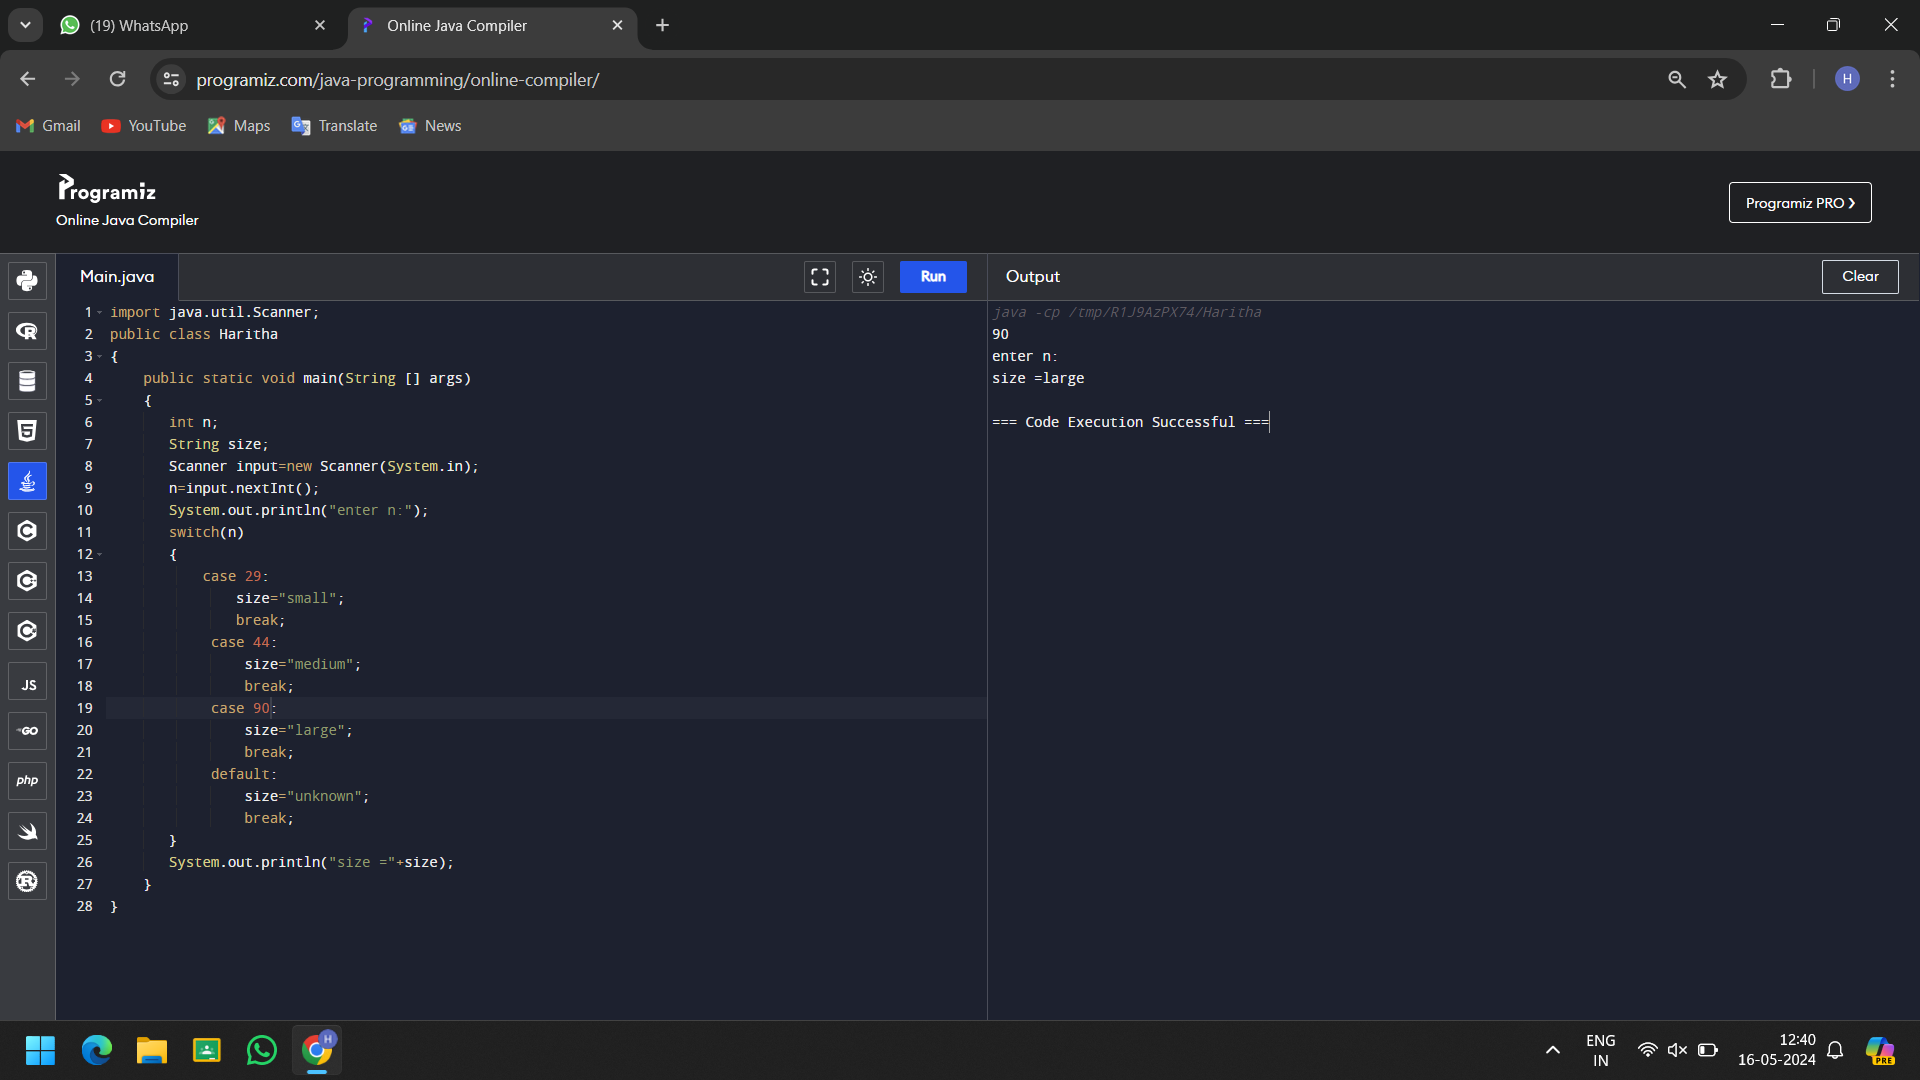 (19) WhatsApp
Online Java Compiler
programiz.com/java-programming/online-compiler/
H
Gmail
YouTube
Maps
Translate
News
Programiz
Online Java Compiler
Programiz PRO
Main.java
Run
Output
Clear
1 import java.util.Scanner;
2 public class Haritha
3 {
4 public static void main(String [] args)
5 {
6 int n;
7 String size;
8 Scanner input=new Scanner(System.in);
9 n=input.nextInt();
10 System.out.println("enter n:");
11 switch(n)
12 {
13 case 29:
14 size="small";
15 break;
16 case 44:
17 size="medium";
18 break;
19 case 90:
20 size="large";
21 break;
22 default:
23 size="unknown";
24 break;
25 }
26 System.out.println("size ="+size);
27 }
28 }
java -cp /tmp/R1J9AzPX74/Haritha
90
enter n:
size =large
=== Code Execution Successful ===
JS
GO
php
H
ENG
IN
12:40
16-05-2024
PRE